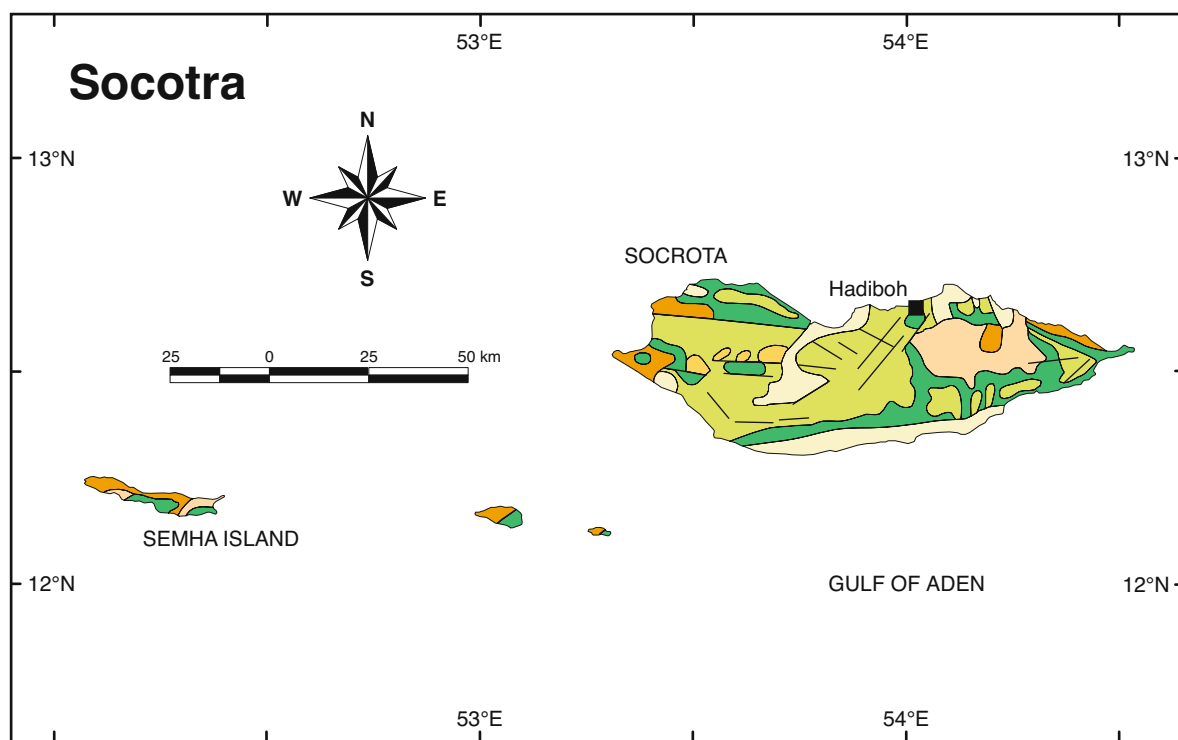 53°E
54°E
Socotra
N
13°N
13°N
W
E
S
SOCROTA
Hadiboh
25
0
25
50 km
SEMHA ISLAND
12°N
GULF OF ADEN
12°N
53°E
54°E